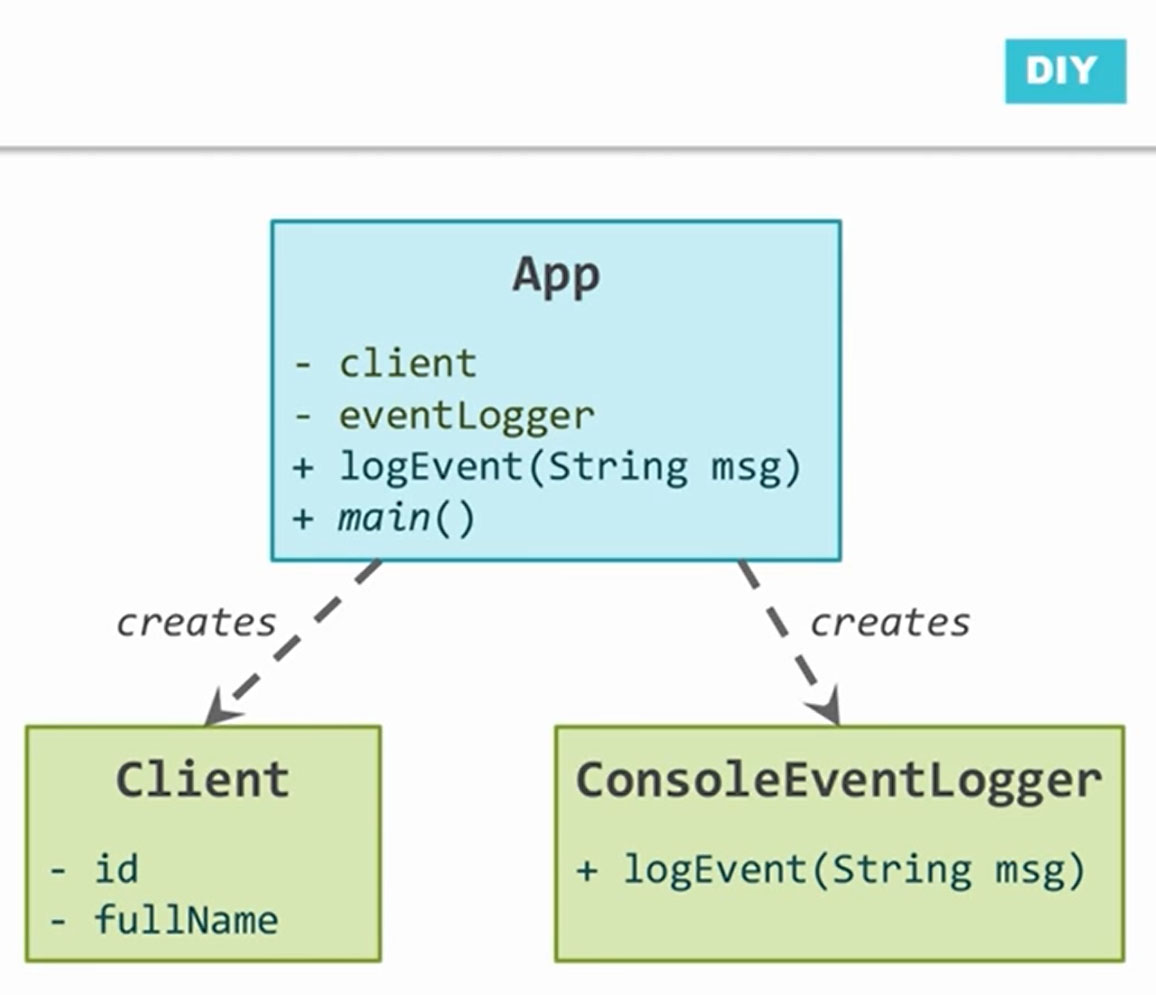 DIY
App
- client
- eventLogger
+ logEvent(String msg)
+ main()
creates
creates
Client
- id
- fullName
ConsoleEventLogger
+ logEvent(String msg)